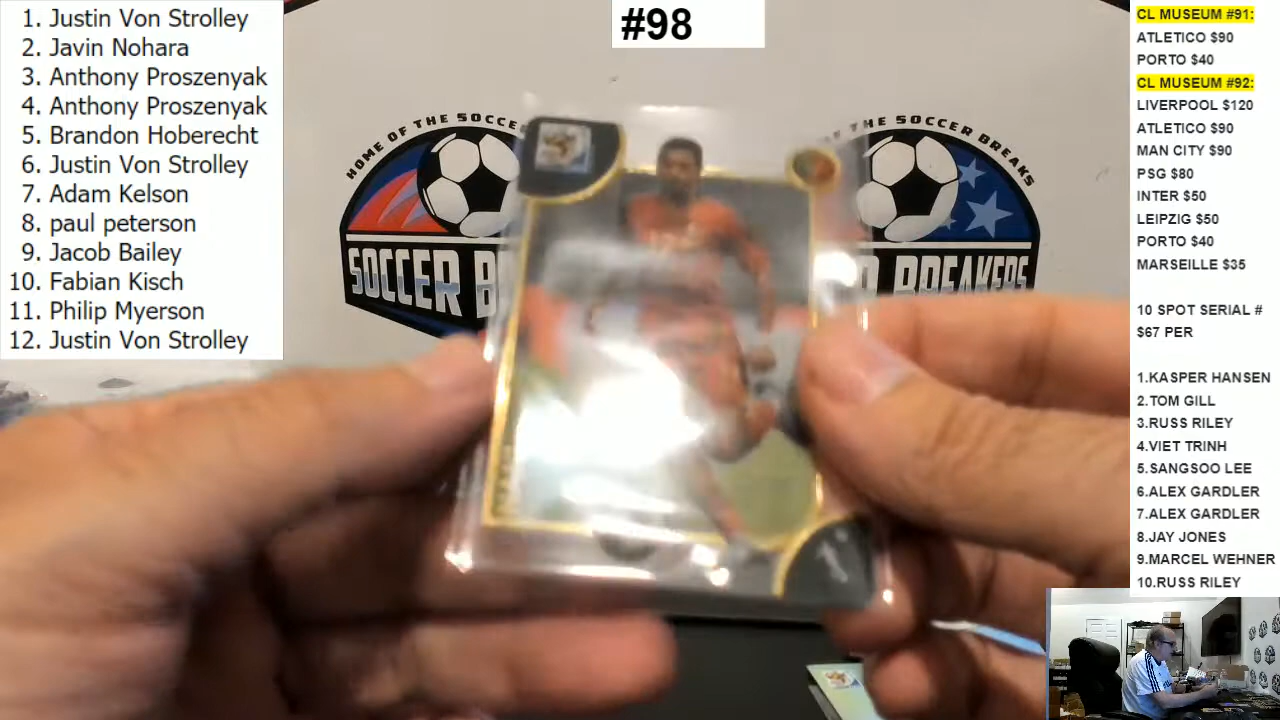 1. Justin Von Strolley
2. Javin Nohara
3. Anthony Proszenyak
4. Anthony Proszenyak
5. Brandon Hoberecht
6. Justin Von Strolley
7. Adam Kelson
8. paul peterson
9. Jacob Bailey
10. Fabian Kisch
11. Philip Myerson
12. Justin Von Strolley
#98
HOME OF THE SOCCE
SOCCER B
THE SOCCER BREAKS
BREAKERS
CL MUSEUM #91:
ATLETICO $90
PORTO $40
CL MUSEUM #92:
LIVERPOOL $120
ATLETICO $90
MAN CITY $90
PSG $80
INTER $50
LEIPZIG $50
PORTO $40
MARSEILLE $35
10 SPOT SERIAL #
$67 PER
1.KASPER HANSEN
2.TOM GILL
3.RUSS RILEY
4.VIET TRINH
5.SANGSOO LEE
6.ALEX GARDLER
7.ALEX GARDLER
8.JAY JONES
9.MARCEL WEHNER
10.RUSS RILEY